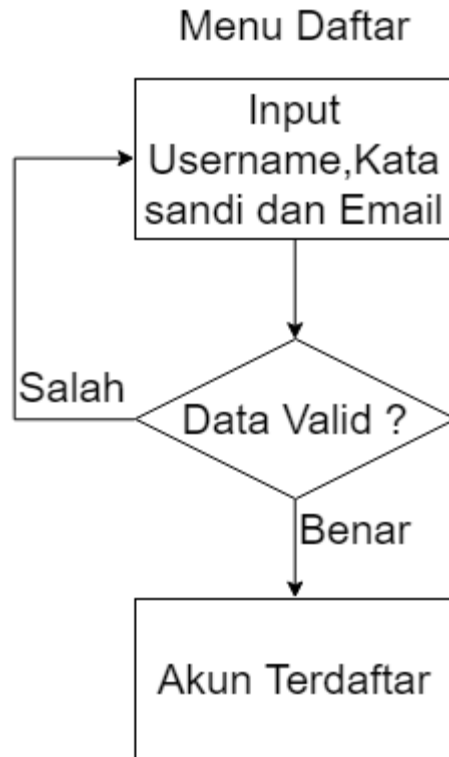 Menu Daftar
Input
Username,Kata
sandi dan Email
Salah
Data Valid ?
Benar
Akun Terdaftar